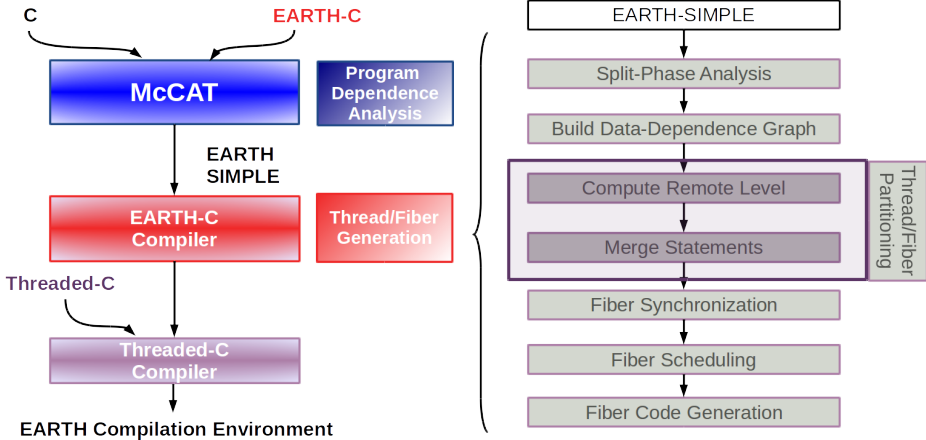 C
EARTH-C
McCAT
Program
Dependence
Analysis
EARTH
SIMPLE
EARTH-C
Compiler
Thread/Fiber
Generation
Threaded-C
Threaded-C
Compiler
EARTH Compilation Environment
EARTH-SIMPLE
Split-Phase Analysis
Build Data-Dependence Graph
Compute Remote Level
Merge Statements
Thread/Fiber
Partitioning
Fiber Synchronization
Fiber Scheduling
Fiber Code Generation